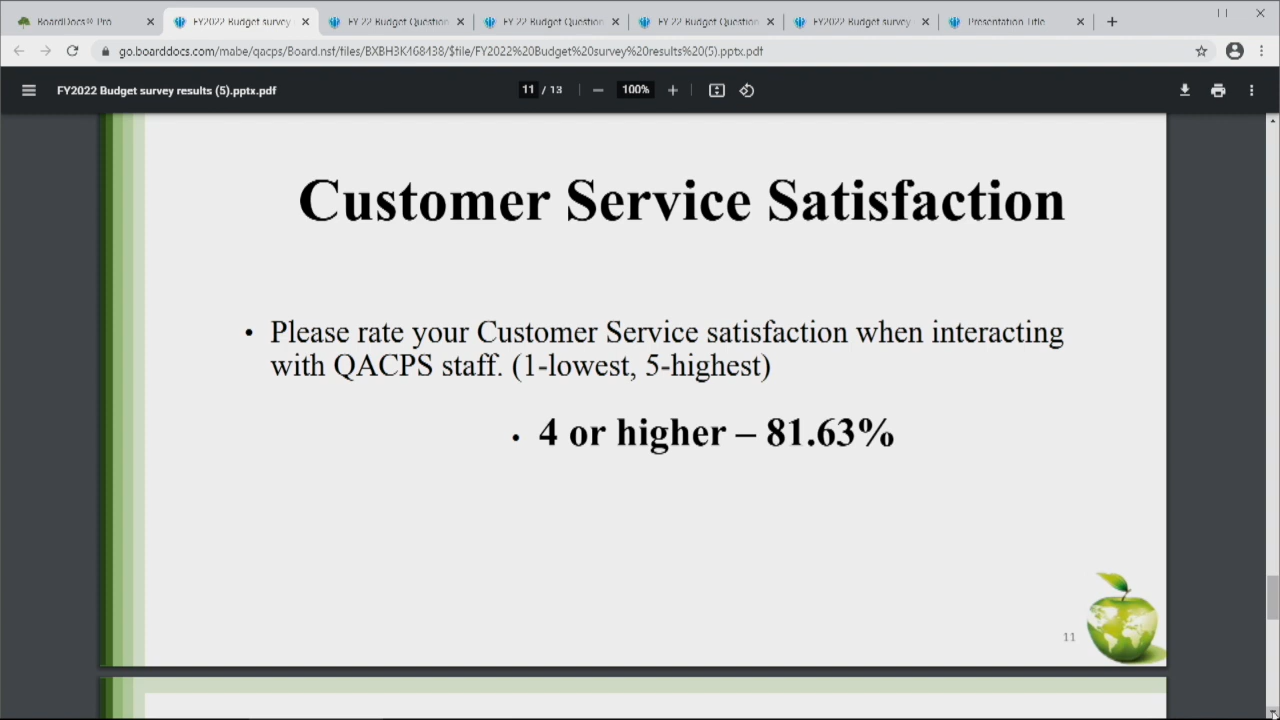 BoardDocs® Pro
FY2022 Budget survey
FY 22 Budget Question
FY 22 Budget Question
FY 22 Budget Question
FY2022 Budget survey
Presentation Title
go.boarddocs.com/mabe/qacps/Board.nsf/files/BXBH3K468438/$file/FY2022%20Budget%20survey%20results%20(5).pptx.pdf
FY2022 Budget survey results (5).pptx.pdf
11 / 13
100%
Customer Service Satisfaction
• Please rate your Customer Service satisfaction when interacting
with QACPS staff. (1-lowest, 5-highest)
• 4 or higher – 81.63%
11